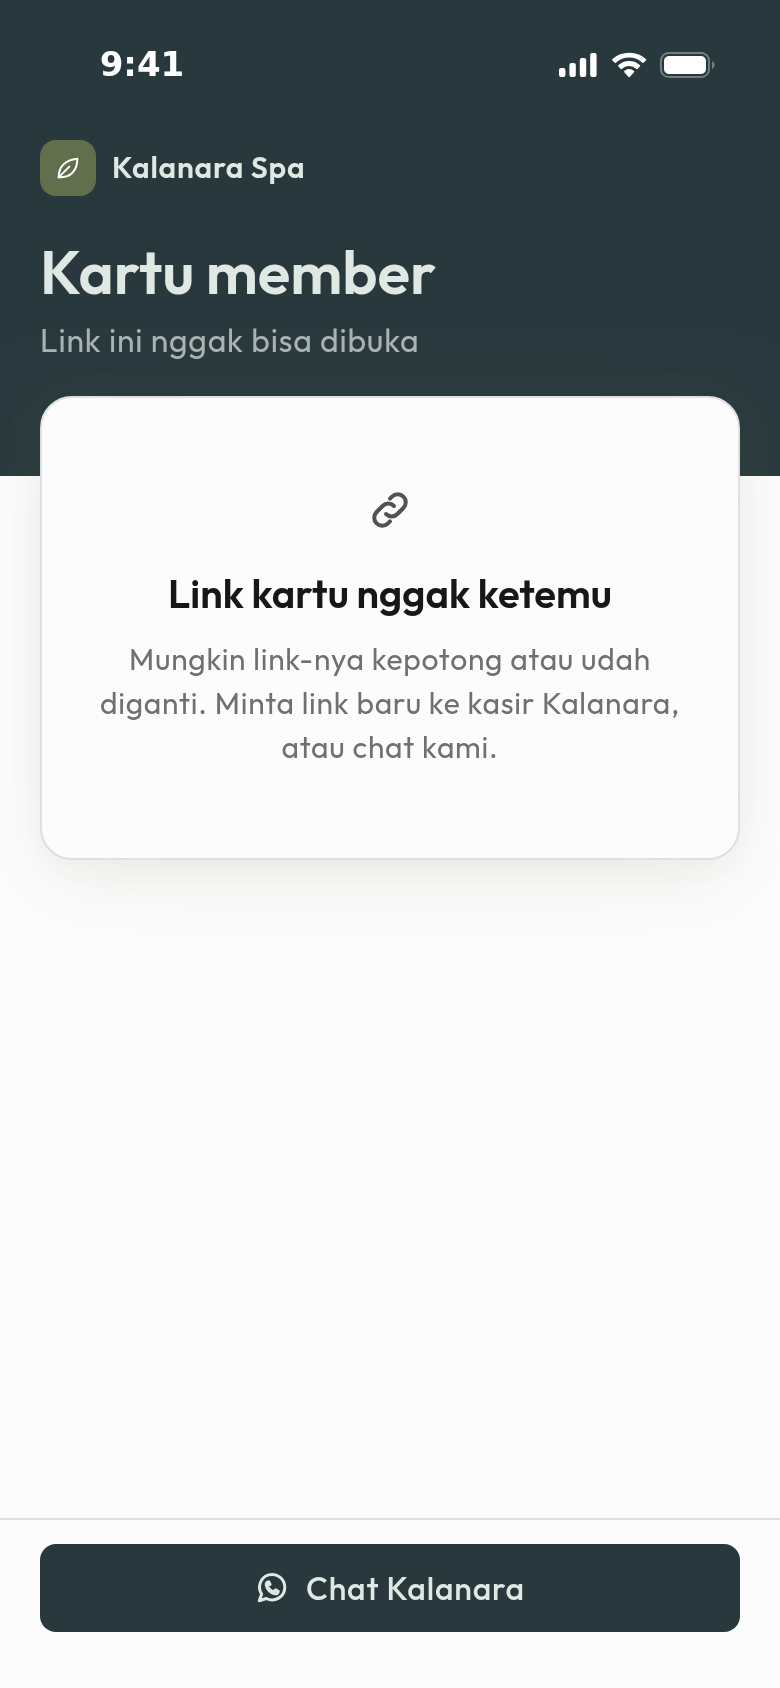 9:41
Kalanara Spa
Kartu member
Link ini nggak bisa dibuka
Link kartu nggak ketemu
Mungkin link-nya kepotong atau udah
diganti. Minta link baru ke kasir Kalanara,
atau chat kami.
Chat Kalanara